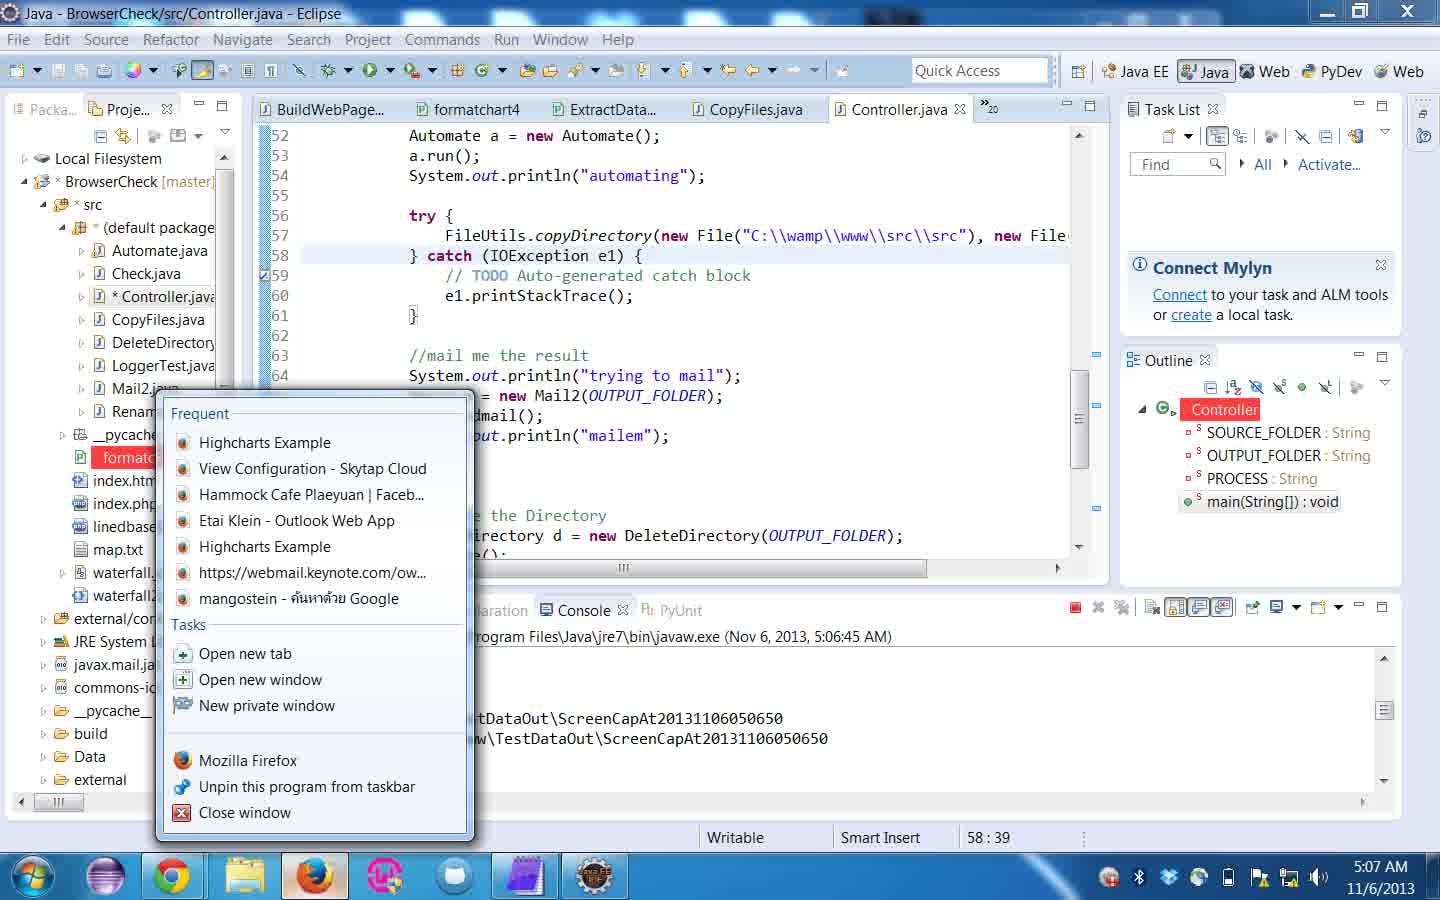 Java - BrowserCheck/src/Controller.java - Eclipse
File Edit Source Refactor Navigate Search Project Commands Run Window Help
Quick Access
Java EE Java Web PyDev Web
Packa... Proje...
BuildWebPage... formatchart4 ExtractData... CopyFiles.java Controller.java »20
Local Filesystem
* BrowserCheck [master]
* src
* (default package
Automate.java
Check.java
* Controller.java
CopyFiles.java
DeleteDirectory
LoggerTest.java
Mail2.java
Renam
__pycache
formatc
index.htm
index.php
linedbase
map.txt
waterfall.
waterfall2
external/com
JRE System L
javax.mail.ja
commons-io
__pycache__
build
Data
external
52 Automate a = new Automate();
53 a.run();
54 System.out.println("automating");
55
56 try {
57 FileUtils.copyDirectory(new File("C:\\wamp\\www\\src\\src"), new File(
58 } catch (IOException e1) {
59 // TODO Auto-generated catch block
60 e1.printStackTrace();
61 }
62
63 //mail me the result
64 System.out.println("trying to mail");
= new Mail2(OUTPUT_FOLDER);
dmail();
out.println("mailem");
e the Directory
irectory d = new DeleteDirectory(OUTPUT_FOLDER);
e();
Task List
Find All Activate...
Connect Mylyn
Connect to your task and ALM tools
or create a local task.
Outline
Controller
SOURCE_FOLDER : String
OUTPUT_FOLDER : String
PROCESS : String
main(String[]) : void
laration Console PyUnit
rogram Files\Java\jre7\bin\javaw.exe (Nov 6, 2013, 5:06:45 AM)
tDataOut\ScreenCapAt20131106050650
w\TestDataOut\ScreenCapAt20131106050650
Frequent
Highcharts Example
View Configuration - Skytap Cloud
Hammock Cafe Plaeyuan | Faceb...
Etai Klein - Outlook Web App
Highcharts Example
https://webmail.keynote.com/ow...
mangostein - ค้นหาด้วย Google
Tasks
Open new tab
Open new window
New private window
Mozilla Firefox
Unpin this program from taskbar
Close window
Writable Smart Insert 58 : 39
Java EE
IDE
5:07 AM
11/6/2013